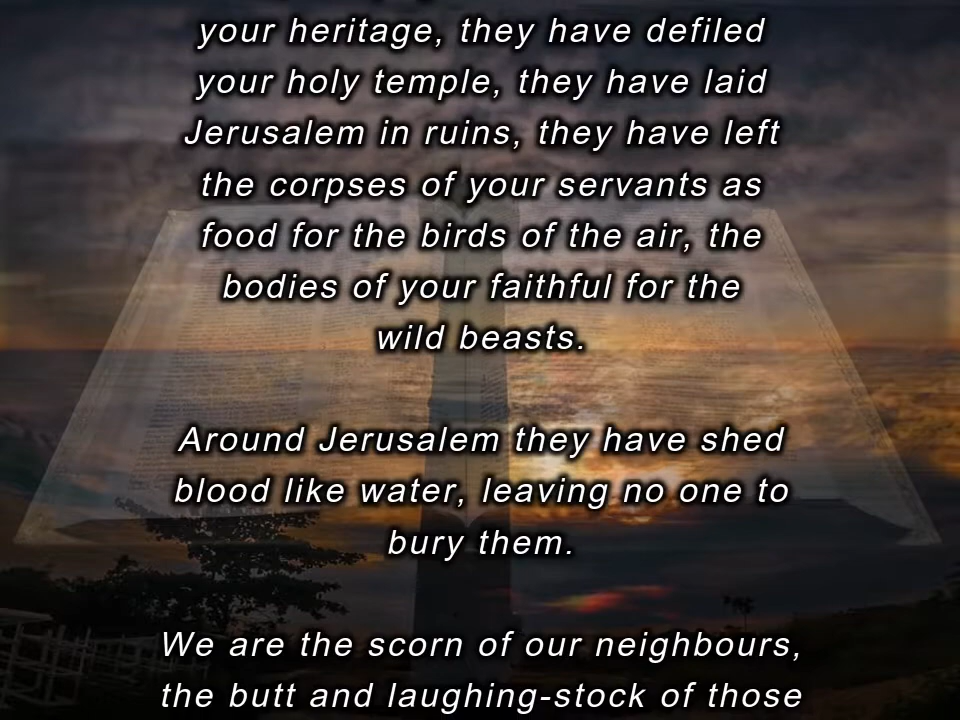 your heritage, they have defiled
your holy temple, they have laid
Jerusalem in ruins, they have left
the corpses of your servants as
food for the birds of the air, the
bodies of your faithful for the
wild beasts.
Around Jerusalem they have shed
blood like water, leaving no one to
bury them.
We are the scorn of our neighbours,
the butt and laughing-stock of those